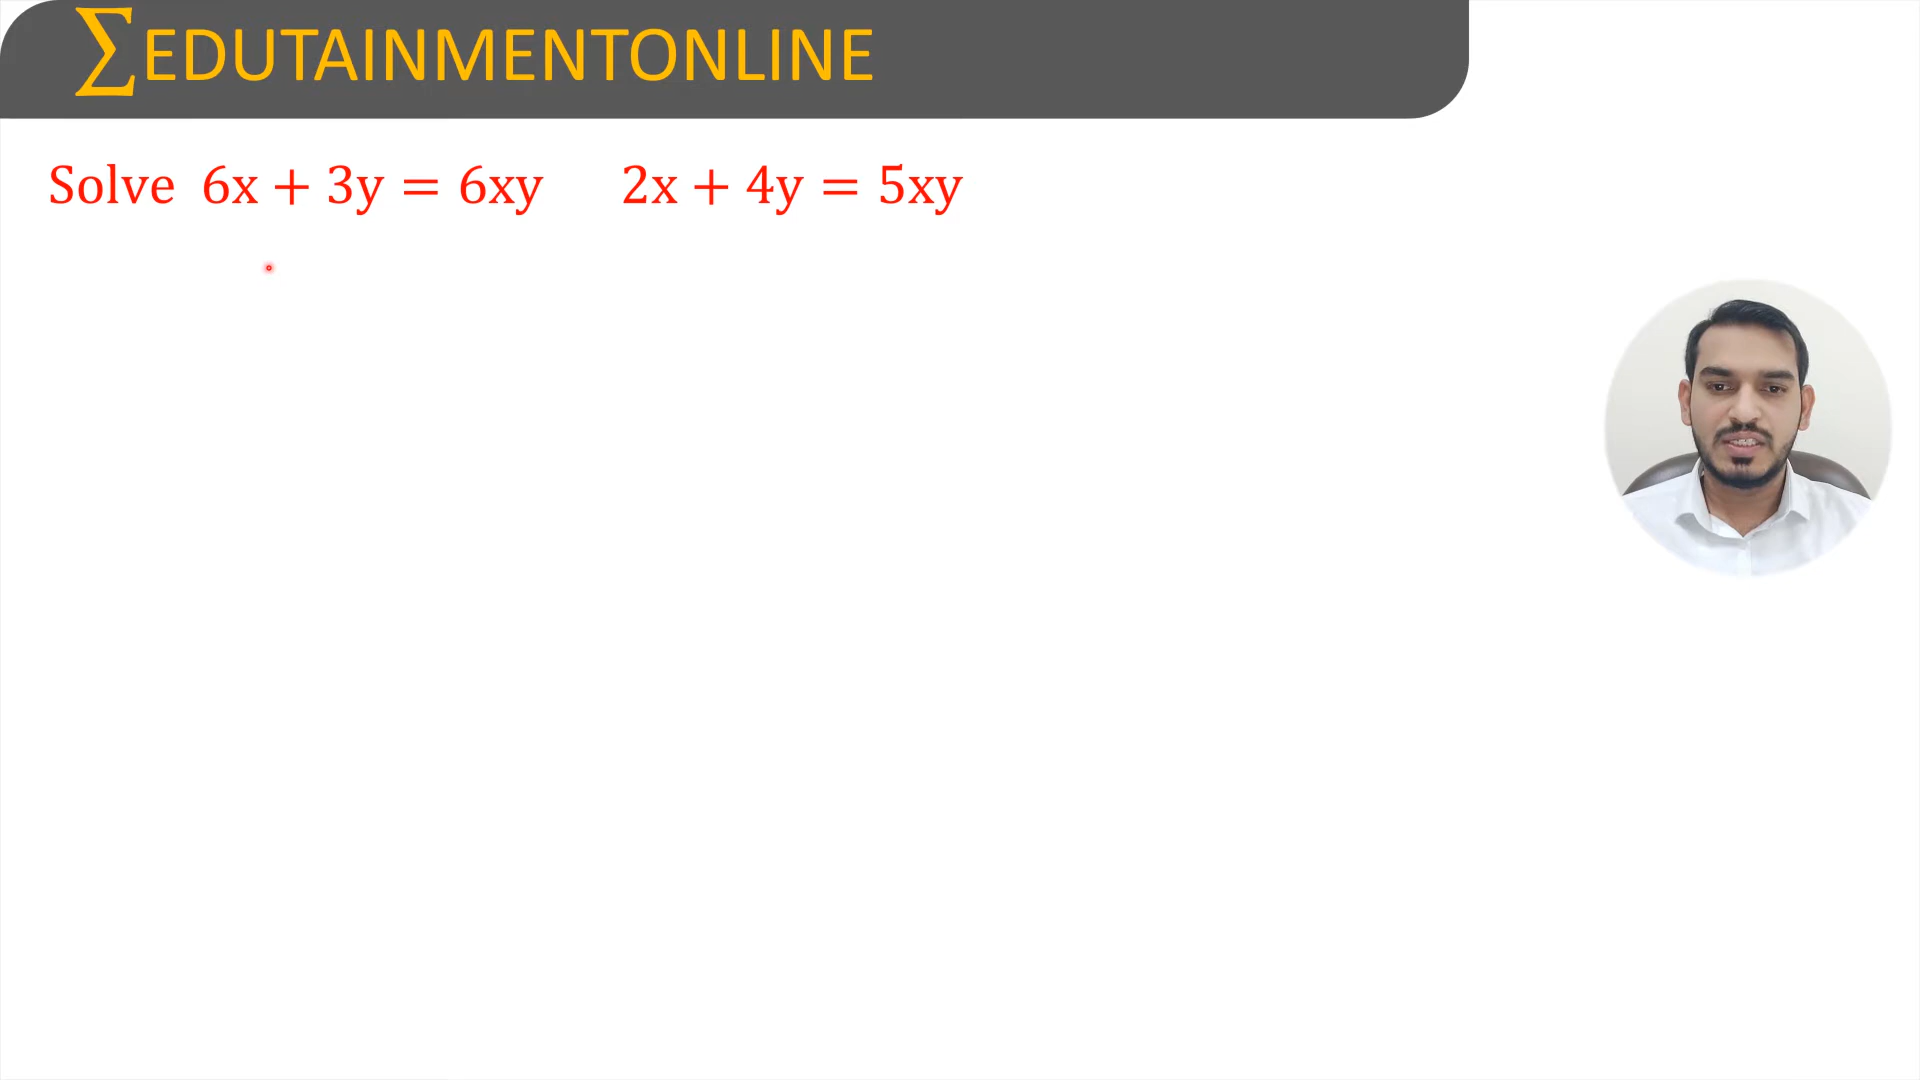 ∑EDUTAINMENTONLINE
Solve 6x + 3y = 6xy 2x + 4y = 5xy